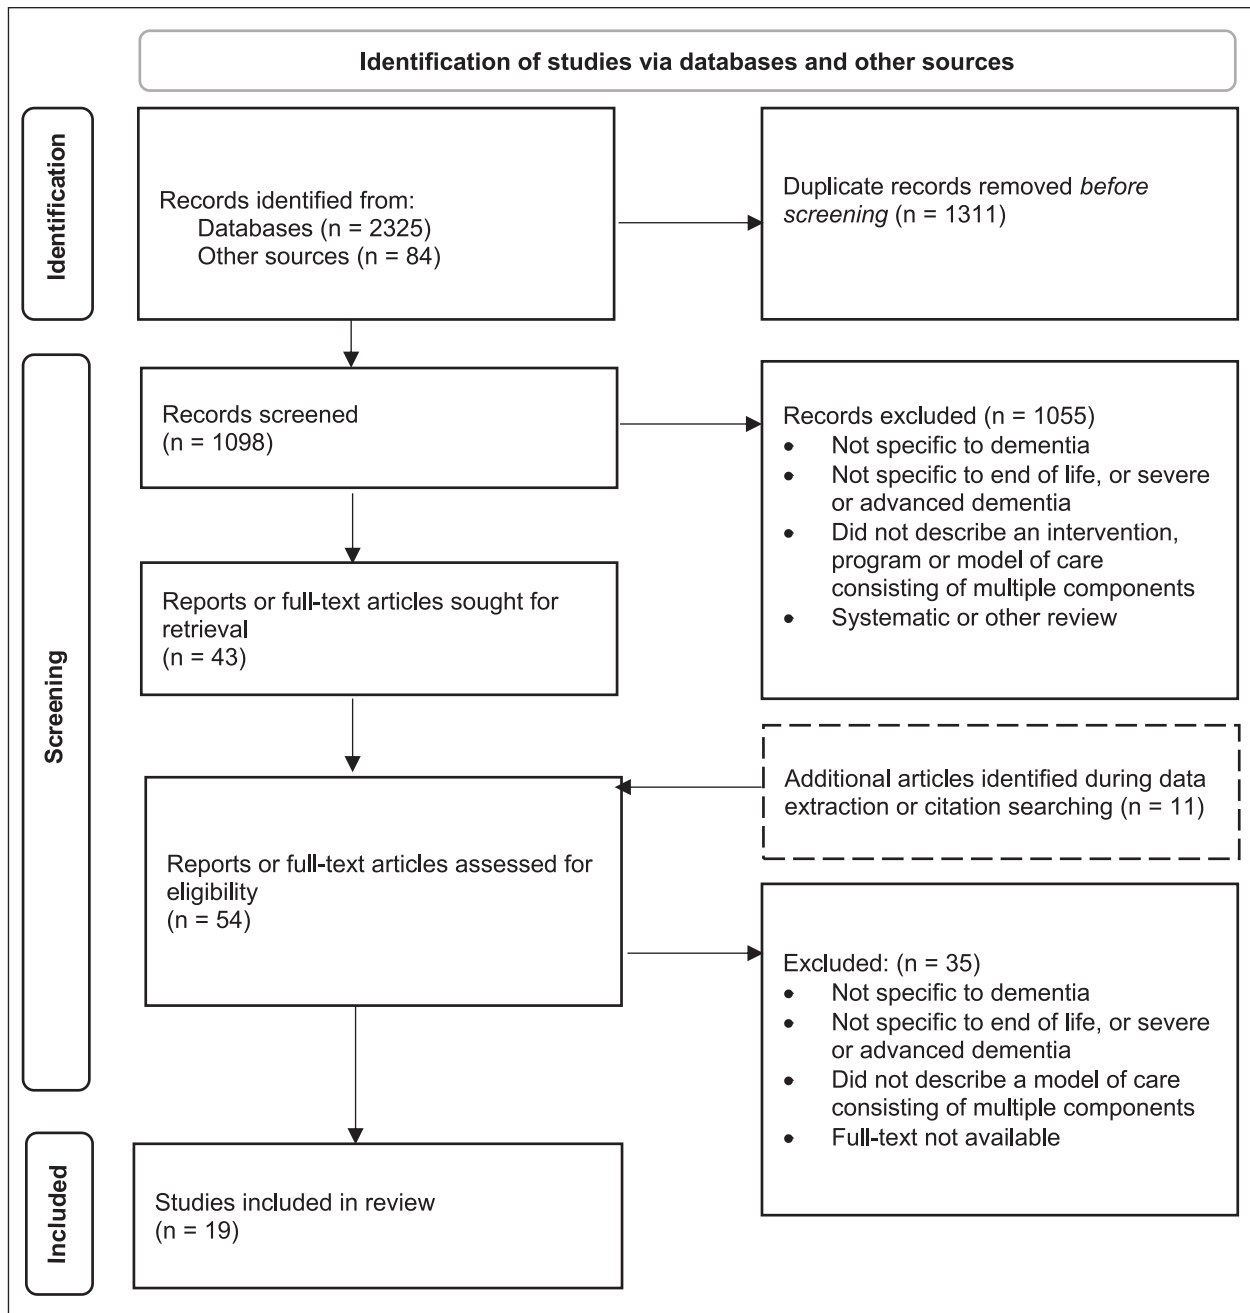 Identification of studies via databases and other sources
Identification
Records identified from:
Databases (n = 2325)
Other sources (n = 84)
Duplicate records removed before
screening (n = 1311)
Screening
Records screened
(n = 1098)
Records excluded (n = 1055)
• Not specific to dementia
• Not specific to end of life, or severe
or advanced dementia
• Did not describe an intervention,
program or model of care
consisting of multiple components
• Systematic or other review
Reports or full-text articles sought for
retrieval
(n = 43)
Additional articles identified during data
extraction or citation searching (n = 11)
Reports or full-text articles assessed for
eligibility
(n = 54)
Excluded: (n = 35)
• Not specific to dementia
• Not specific to end of life, or severe
or advanced dementia
• Did not describe a model of care
consisting of multiple components
• Full-text not available
Included
Studies included in review
(n = 19)